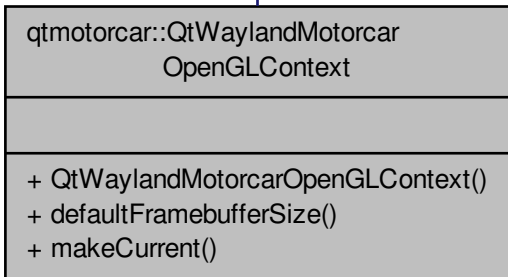 qtmotorcar::QtWaylandMotorcar
OpenGLContext
+ QtWaylandMotorcarOpenGLContext()
+ defaultFramebufferSize()
+ makeCurrent()